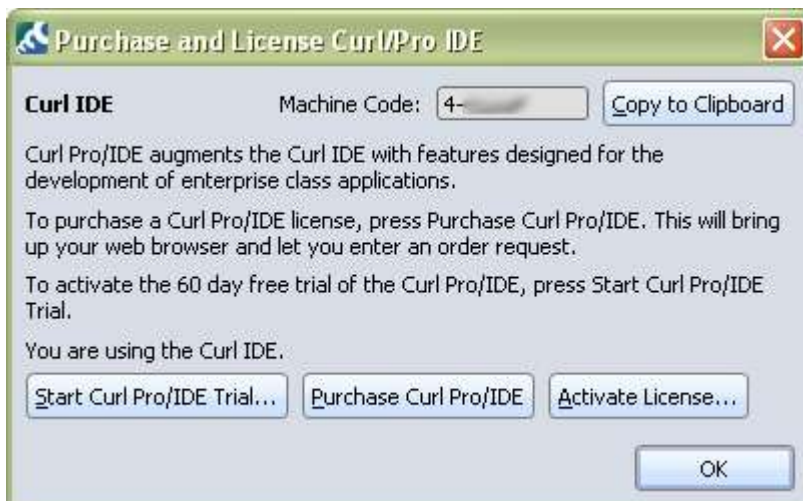 Purchase and License Curl/Pro IDE
Curl IDE Machine Code: 4- Copy to Clipboard
Curl Pro/IDE augments the Curl IDE with features designed for the
development of enterprise class applications.
To purchase a Curl Pro/IDE license, press Purchase Curl Pro/IDE. This will bring
up your web browser and let you enter an order request.
To activate the 60 day free trial of the Curl Pro/IDE, press Start Curl Pro/IDE
Trial.
You are using the Curl IDE.
Start Curl Pro/IDE Trial... Purchase Curl Pro/IDE Activate License...
OK